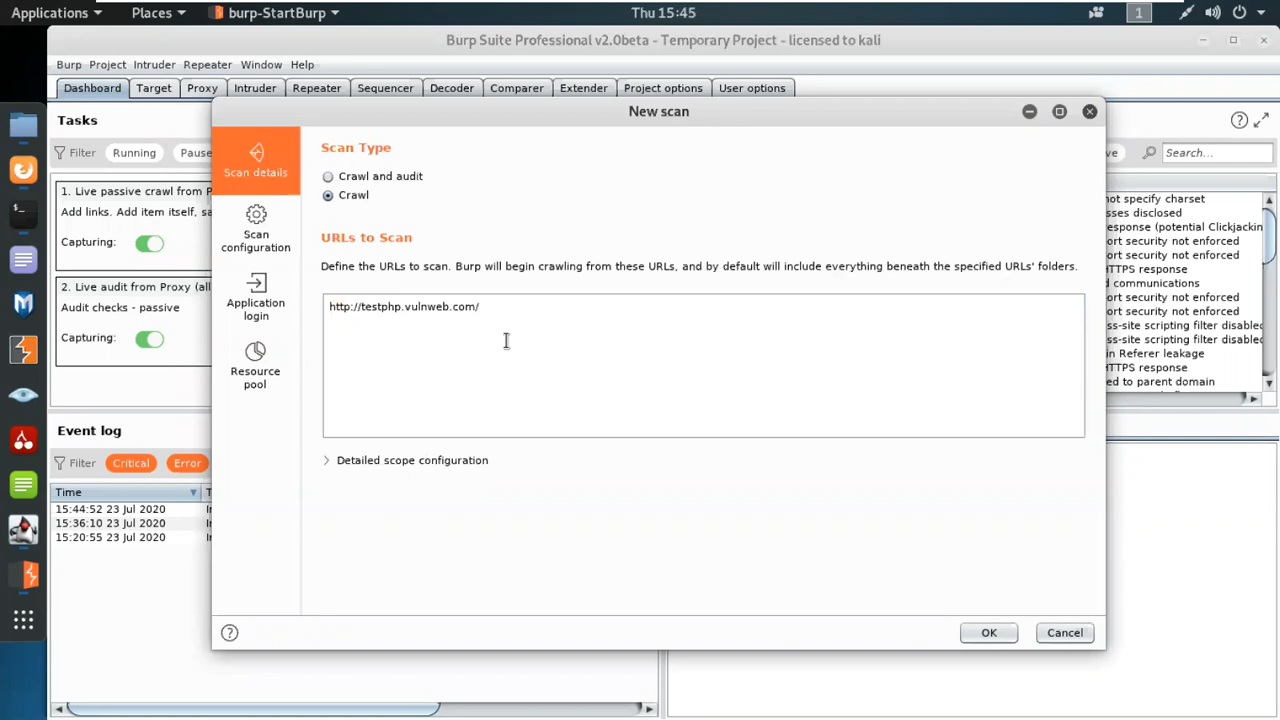 Applications Places burp-StartBurp Thu 15:45 1
Burp Suite Professional v2.0beta - Temporary Project - licensed to kali
Burp Project Intruder Repeater Window Help
Dashboard Target Proxy Intruder Repeater Sequencer Decoder Comparer Extender Project options User options
New scan
Tasks
Filter Running Pause
Search...
1. Live passive crawl from P
Add links. Add item itself, sa
Capturing:
2. Live audit from Proxy (all
Audit checks - passive
Capturing:
Event log
Filter Critical Error
Time
15:44:52 23 Jul 2020
15:36:10 23 Jul 2020
15:20:55 23 Jul 2020
Scan details
Scan
configuration
Application
login
Resource
pool
Scan Type
Crawl and audit
Crawl
URLs to Scan
Define the URLs to scan. Burp will begin crawling from these URLs, and by default will include everything beneath the specified URLs' folders.
http://testphp.vulnweb.com/
Detailed scope configuration
? OK Cancel
not specify charset
sses disclosed
esponse (potential Clickjackin
ort security not enforced
ort security not enforced
HTTPS response
d communications
ort security not enforced
ort security not enforced
ss-site scripting filter disabled
ss-site scripting filter disabled
in Referer leakage
HTTPS response
ed to parent domain